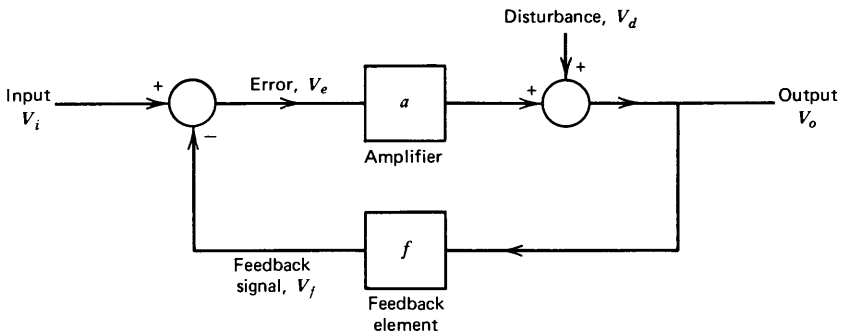 Disturbance, V_d
+
+ Error, V_e
+
Input
V_i
a
Output
V_o
−
Amplifier
f
Feedback
signal, V_f
Feedback
element